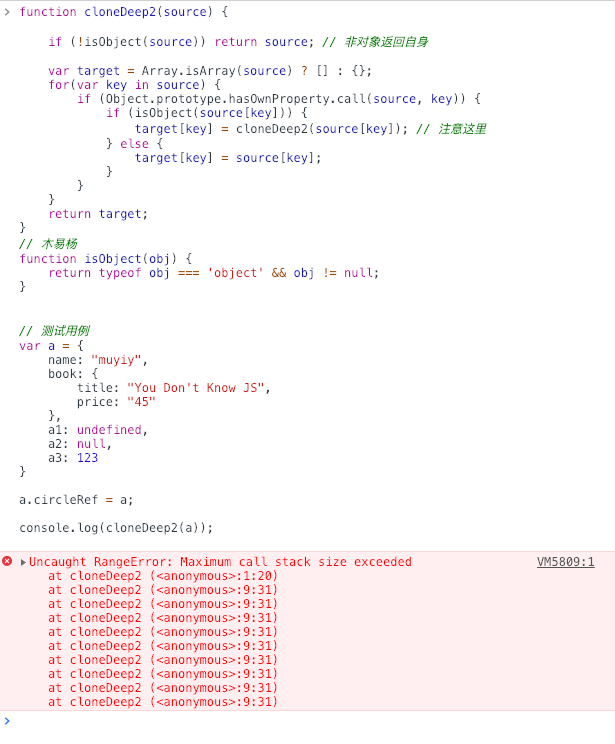 function cloneDeep2(source) {
if (!isObject(source)) return source; // 非对象返回自身
var target = Array.isArray(source) ? [] : {};
for(var key in source) {
if (Object.prototype.hasOwnProperty.call(source, key)) {
if (isObject(source[key])) {
target[key] = cloneDeep2(source[key]); // 注意这里
} else {
target[key] = source[key];
}
}
}
return target;
}
// 木易杨
function isObject(obj) {
return typeof obj === 'object' && obj != null;
}
// 测试用例
var a = {
name: "muyiy",
book: {
title: "You Don't Know JS",
price: "45"
},
a1: undefined,
a2: null,
a3: 123
}
a.circleRef = a;
console.log(cloneDeep2(a));
Uncaught RangeError: Maximum call stack size exceeded VM5809:1
at cloneDeep2 (<anonymous>:1:20)
at cloneDeep2 (<anonymous>:9:31)
at cloneDeep2 (<anonymous>:9:31)
at cloneDeep2 (<anonymous>:9:31)
at cloneDeep2 (<anonymous>:9:31)
at cloneDeep2 (<anonymous>:9:31)
at cloneDeep2 (<anonymous>:9:31)
at cloneDeep2 (<anonymous>:9:31)
at cloneDeep2 (<anonymous>:9:31)
at cloneDeep2 (<anonymous>:9:31)